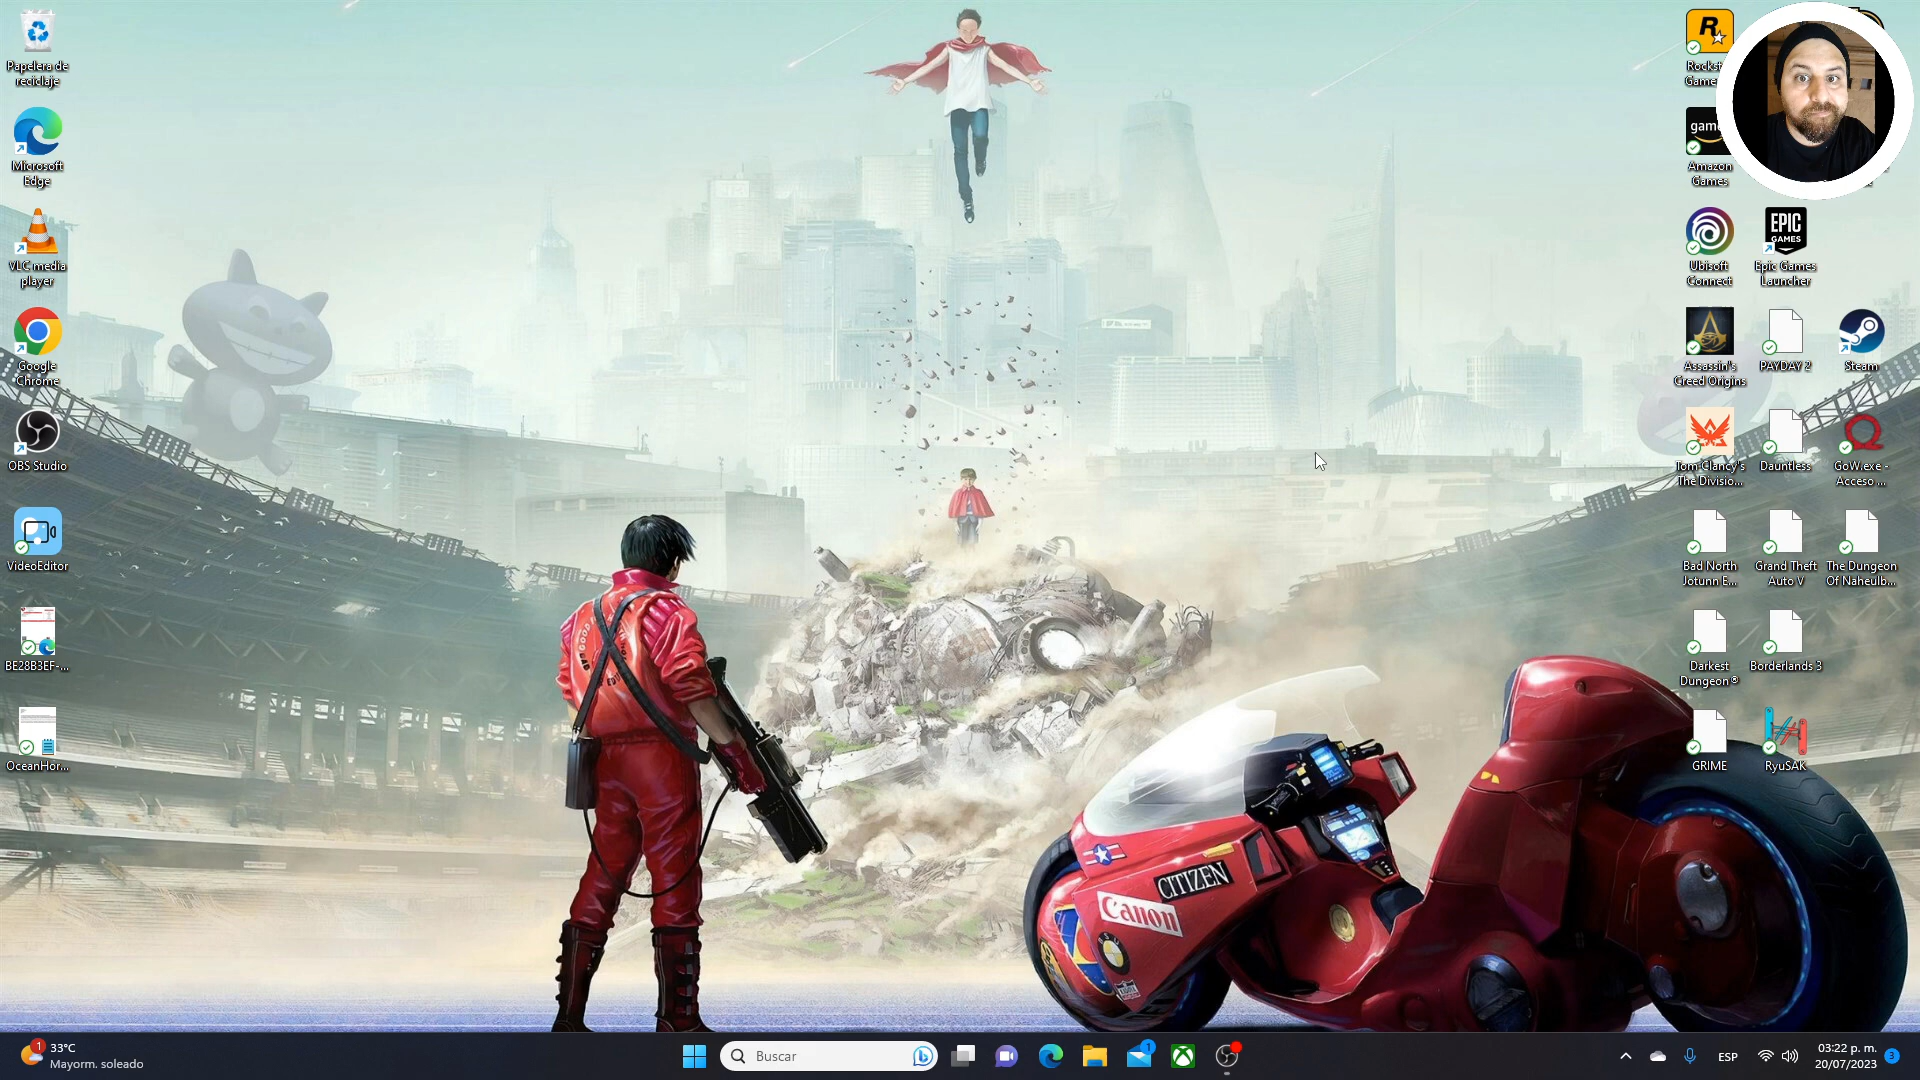 Papelera de
reciclaje
Microsoft
Edge
VLC media
player
Google
Chrome
OBS Studio
VideoEditor
BE28B3EF-...
OceanHor...
Amazon
Games
Ubisoft
Connect
EPIC
GAMES
Epic Games
Launcher
Assassin's
Creed Origins
PAYDAY 2
Steam
Tom Clancy's
The Divisio...
Dauntless
GoW.exe -
Acceso ...
Bad North
Jotunn E...
Grand Theft
Auto V
The Dungeon
Of Naheulb...
Darkest
Dungeon®
Borderlands 3
GRIME
RyuSAK
CITIZEN
Canon
1
33°C
Mayorm. soleado
Buscar
1
ESP
03:22 p. m.
20/07/2023
3